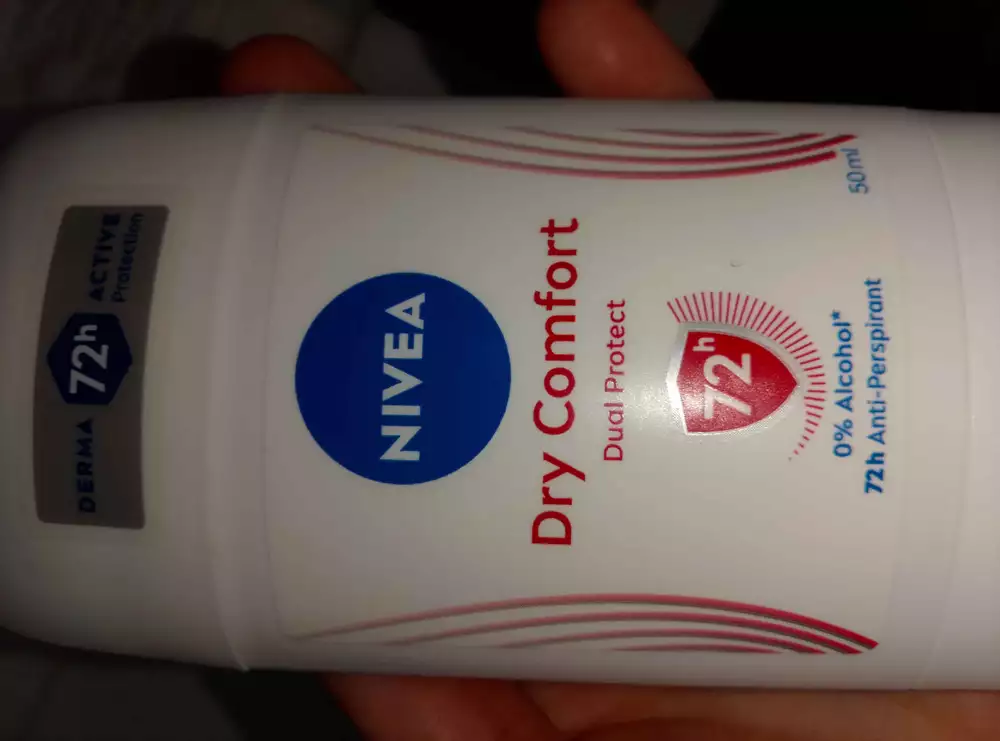 DERMA 72h ACTIVE
Protection
NIVEA
Dry Comfort
Dual Protect
72h
0% Alcohol*
72h Anti-Perspirant
50ml